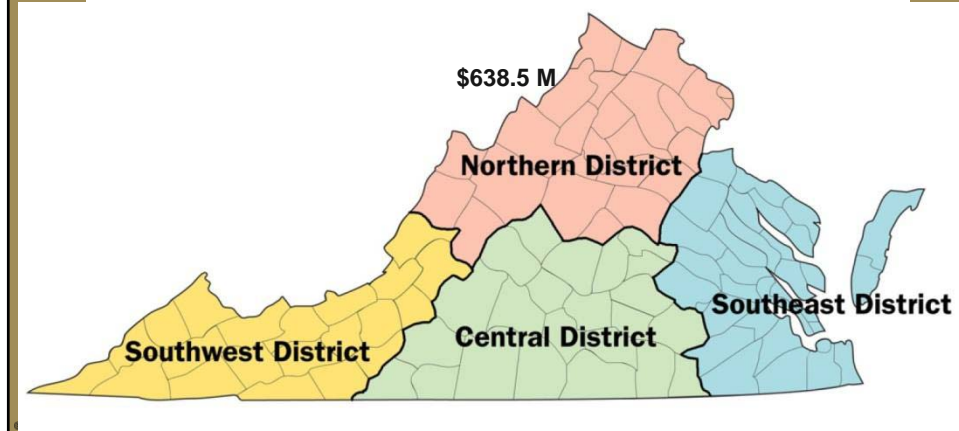 $638.5 M
Northern District
Southeast District
Central District
Southwest District